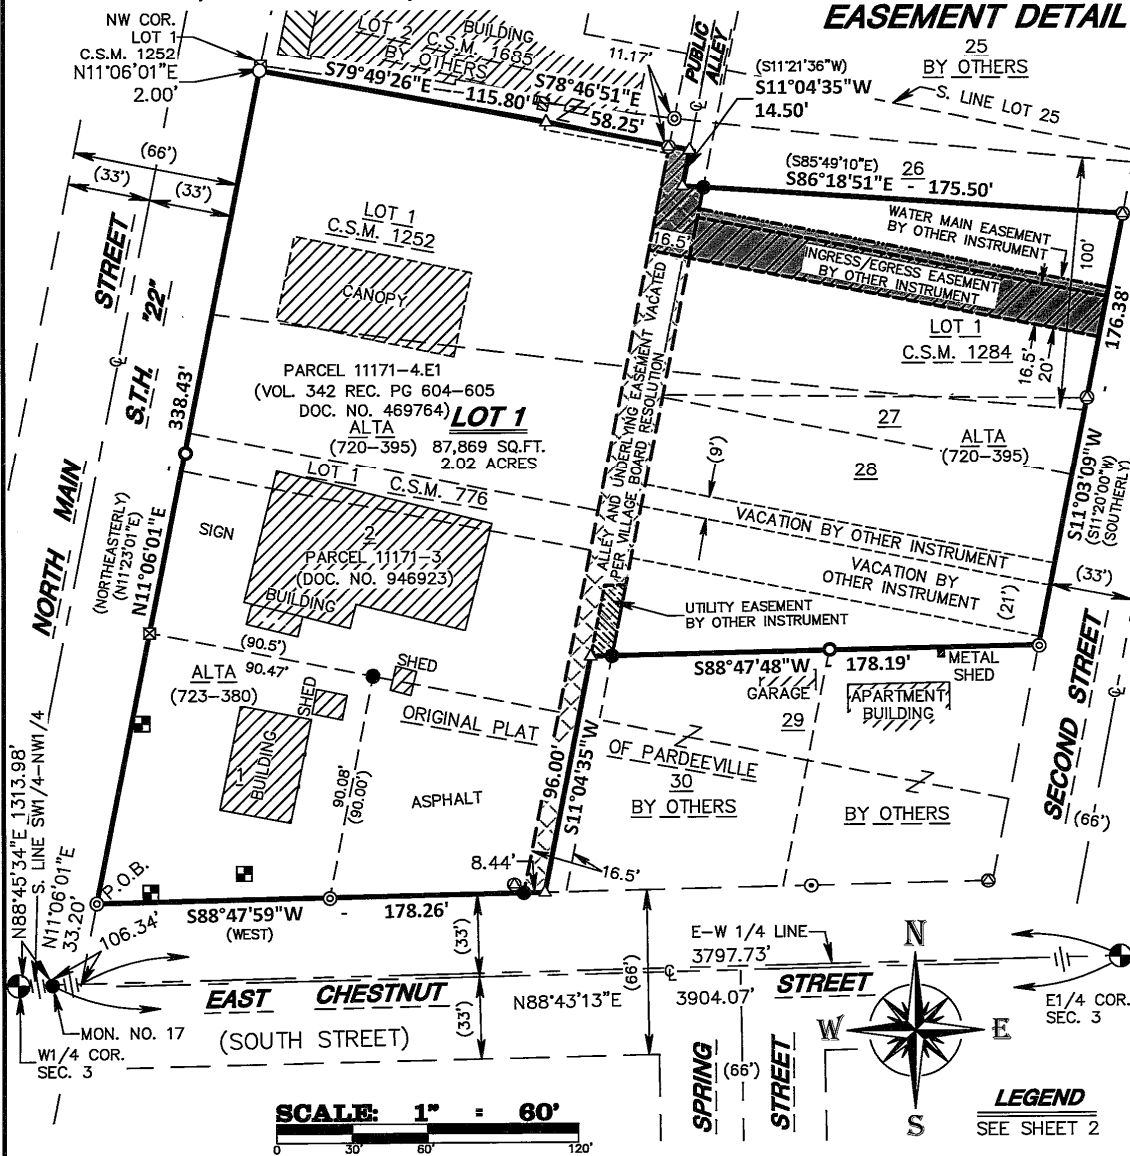 EASEMENT DETAIL
NW COR.
LOT 1
C.S.M. 1252
N11°06'01"E
2.00'
LOT 2 C.S.M. 1685
BY OTHERS
BUILDING
S79°49'26"E — 115.80'
S78°46'51"E
58.25'
11.17'
PUBLIC
ALLEY
℄
(S11°21'36"W)
S11°04'35"W
14.50'
25
BY OTHERS
S. LINE LOT 25
(S85°49'10"E)
26
S86°18'51"E - 175.50'
WATER MAIN EASEMENT
BY OTHER INSTRUMENT
INGRESS/EGRESS EASEMENT
BY OTHER INSTRUMENT
100'
176.38'
16.5'
LOT 1
C.S.M. 1284
16.5'
20'
(66')
(33')
(33')
STREET
S.T.H. "22"
℄
NORTH MAIN
338.43'
LOT 1
C.S.M. 1252
CANOPY
PARCEL 11171-4.E1
(VOL. 342 REC. PG 604-605
DOC. NO. 469764)
ALTA
(720-395)
LOT 1
87,869 SQ.FT.
2.02 ACRES
LOT 1 C.S.M. 776
ALLEY AND UNDERLYING EASEMENT VACATED
PER VILLAGE BOARD RESOLUTION
27
ALTA
(720-395)
28
(9')
VACATION BY OTHER INSTRUMENT
VACATION BY
OTHER INSTRUMENT
(21')
(33')
S11°03'09"W
(S11°20'00"W)
(SOUTHERLY)
SIGN
2
PARCEL 11171-3
(DOC. NO. 946923)
BUILDING
(NORTHEASTERLY)
(N11°23'01"E)
N11°06'01"E
UTILITY EASEMENT
BY OTHER INSTRUMENT
(90.5')
90.47'
ALTA
(723-380)
SHED
SHED
S88°47'48"W
178.19'
METAL
SHED
GARAGE
APARTMENT
BUILDING
29
ORIGINAL PLAT
OF PARDEEVILLE
30
BY OTHERS
BY OTHERS
SECOND STREET
℄
(66')
1
BUILDING
90.08'
(90.00')
ASPHALT
96.00'
S11°04'35"W
8.44'
16.5'
N88°45'34"E 1313.98'
S. LINE SW1/4-NW1/4
N11°06'01"E
33.20'
P.O.B.
106.34'
S88°47'59"W - 178.26'
(WEST)
(33')
(33')
(66')
E-W 1/4 LINE
3797.73'
℄
N88°43'13"E
3904.07'
EAST CHESTNUT
STREET
(SOUTH STREET)
MON. NO. 17
W1/4 COR.
SEC. 3
E1/4 COR.
SEC. 3
SPRING
(66')
STREET
N
W
E
S
LEGEND
SEE SHEET 2
SCALE: 1" = 60'
0 30' 60' 120'